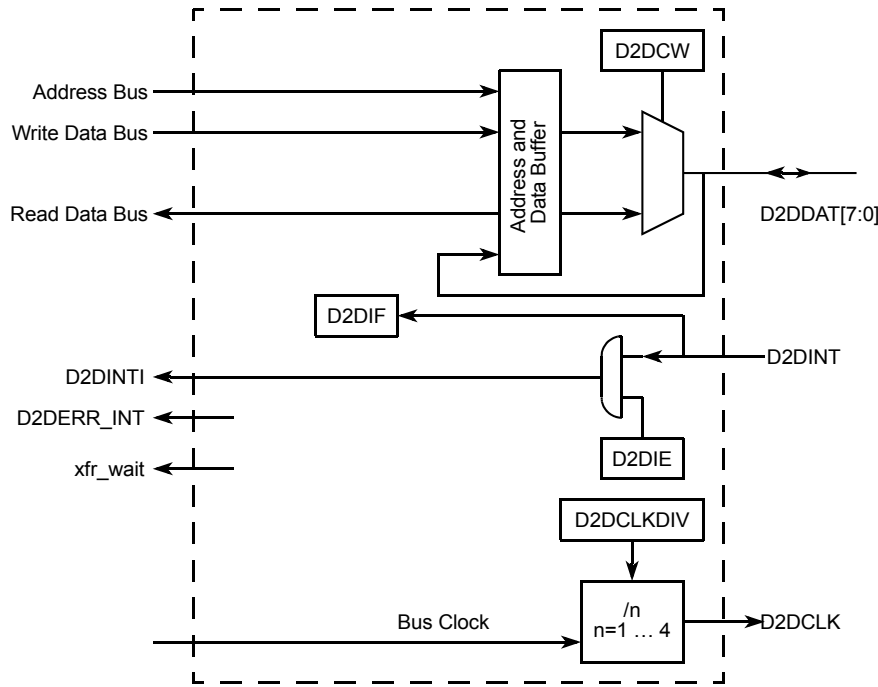 D2DCW
Address Bus
Write Data Bus
Address and
Data Buffer
Read Data Bus
D2DDAT[7:0]
D2DIF
D2DINT
D2DINTI
D2DERR_INT
D2DIE
xfr_wait
D2DCLKDIV
/n
n=1 … 4
Bus Clock
D2DCLK